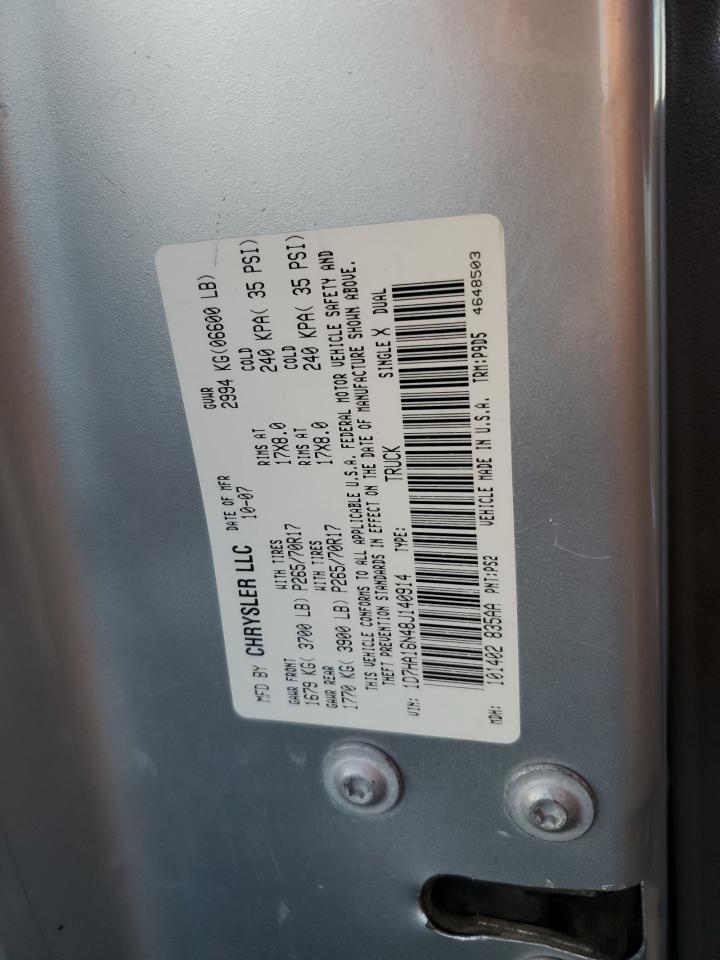 MFD BY CHRYSLER LLC DATE OF MFR GVWR
10-07 2994 KG(06600 LB)
GAWR FRONT WITH TIRES RIMS AT COLD
1679 KG( 3700 LB) P265/70R17 17X8.0 240 KPA( 35 PSI)
GAWR REAR WITH TIRES RIMS AT COLD
1770 KG( 3900 LB) P265/70R17 17X8.0 240 KPA( 35 PSI)
THIS VEHICLE CONFORMS TO ALL APPLICABLE U.S.A. FEDERAL MOTOR VEHICLE SAFETY AND
THEFT PREVENTION STANDARDS IN EFFECT ON THE DATE OF MANUFACTURE SHOWN ABOVE.
VIN: 1D7HA16N48J140914 TYPE: TRUCK SINGLE X DUAL
MDH: 101402 835AA PNT:PS2 VEHICLE MADE IN U.S.A. TRM:P9D5 4648503